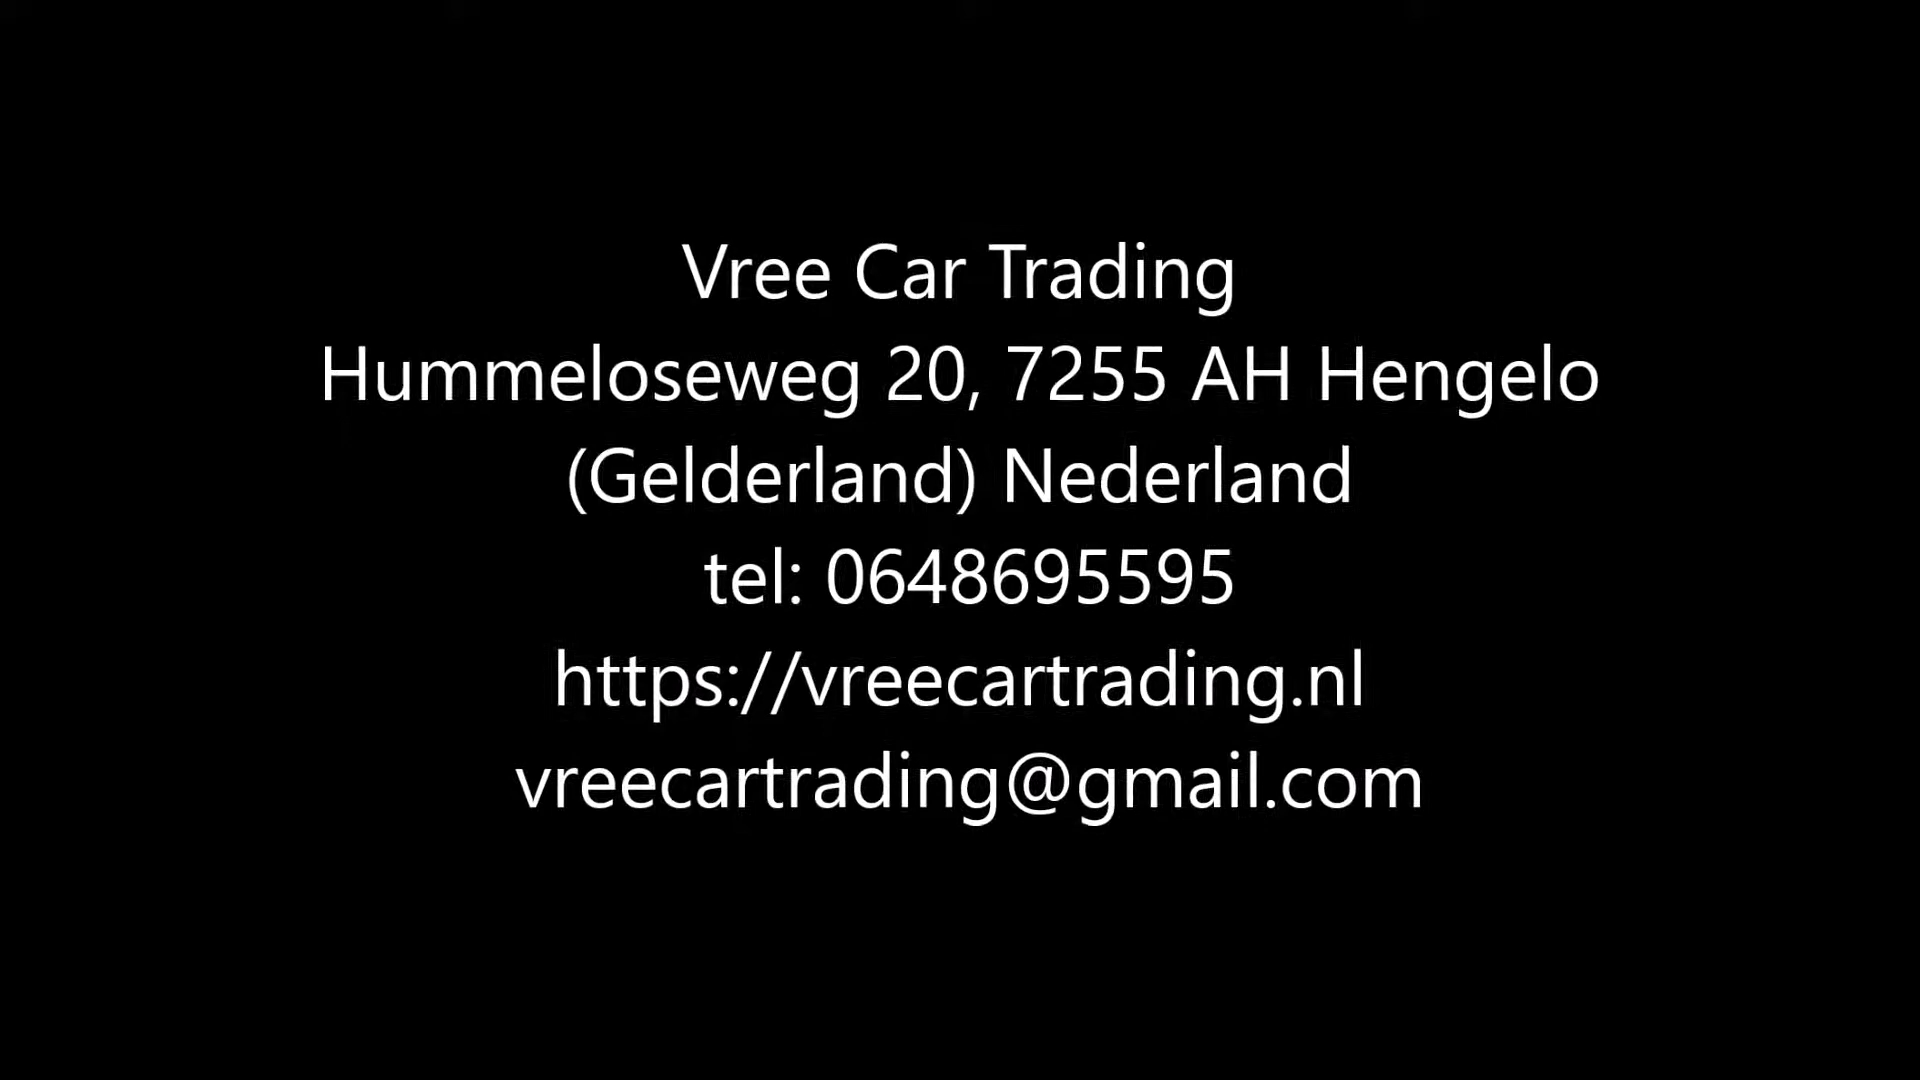 Vree Car Trading
Hummeloseweg 20, 7255 AH Hengelo
(Gelderland) Nederland
tel: 0648695595
https://vreecartrading.nl
vreecartrading@gmail.com